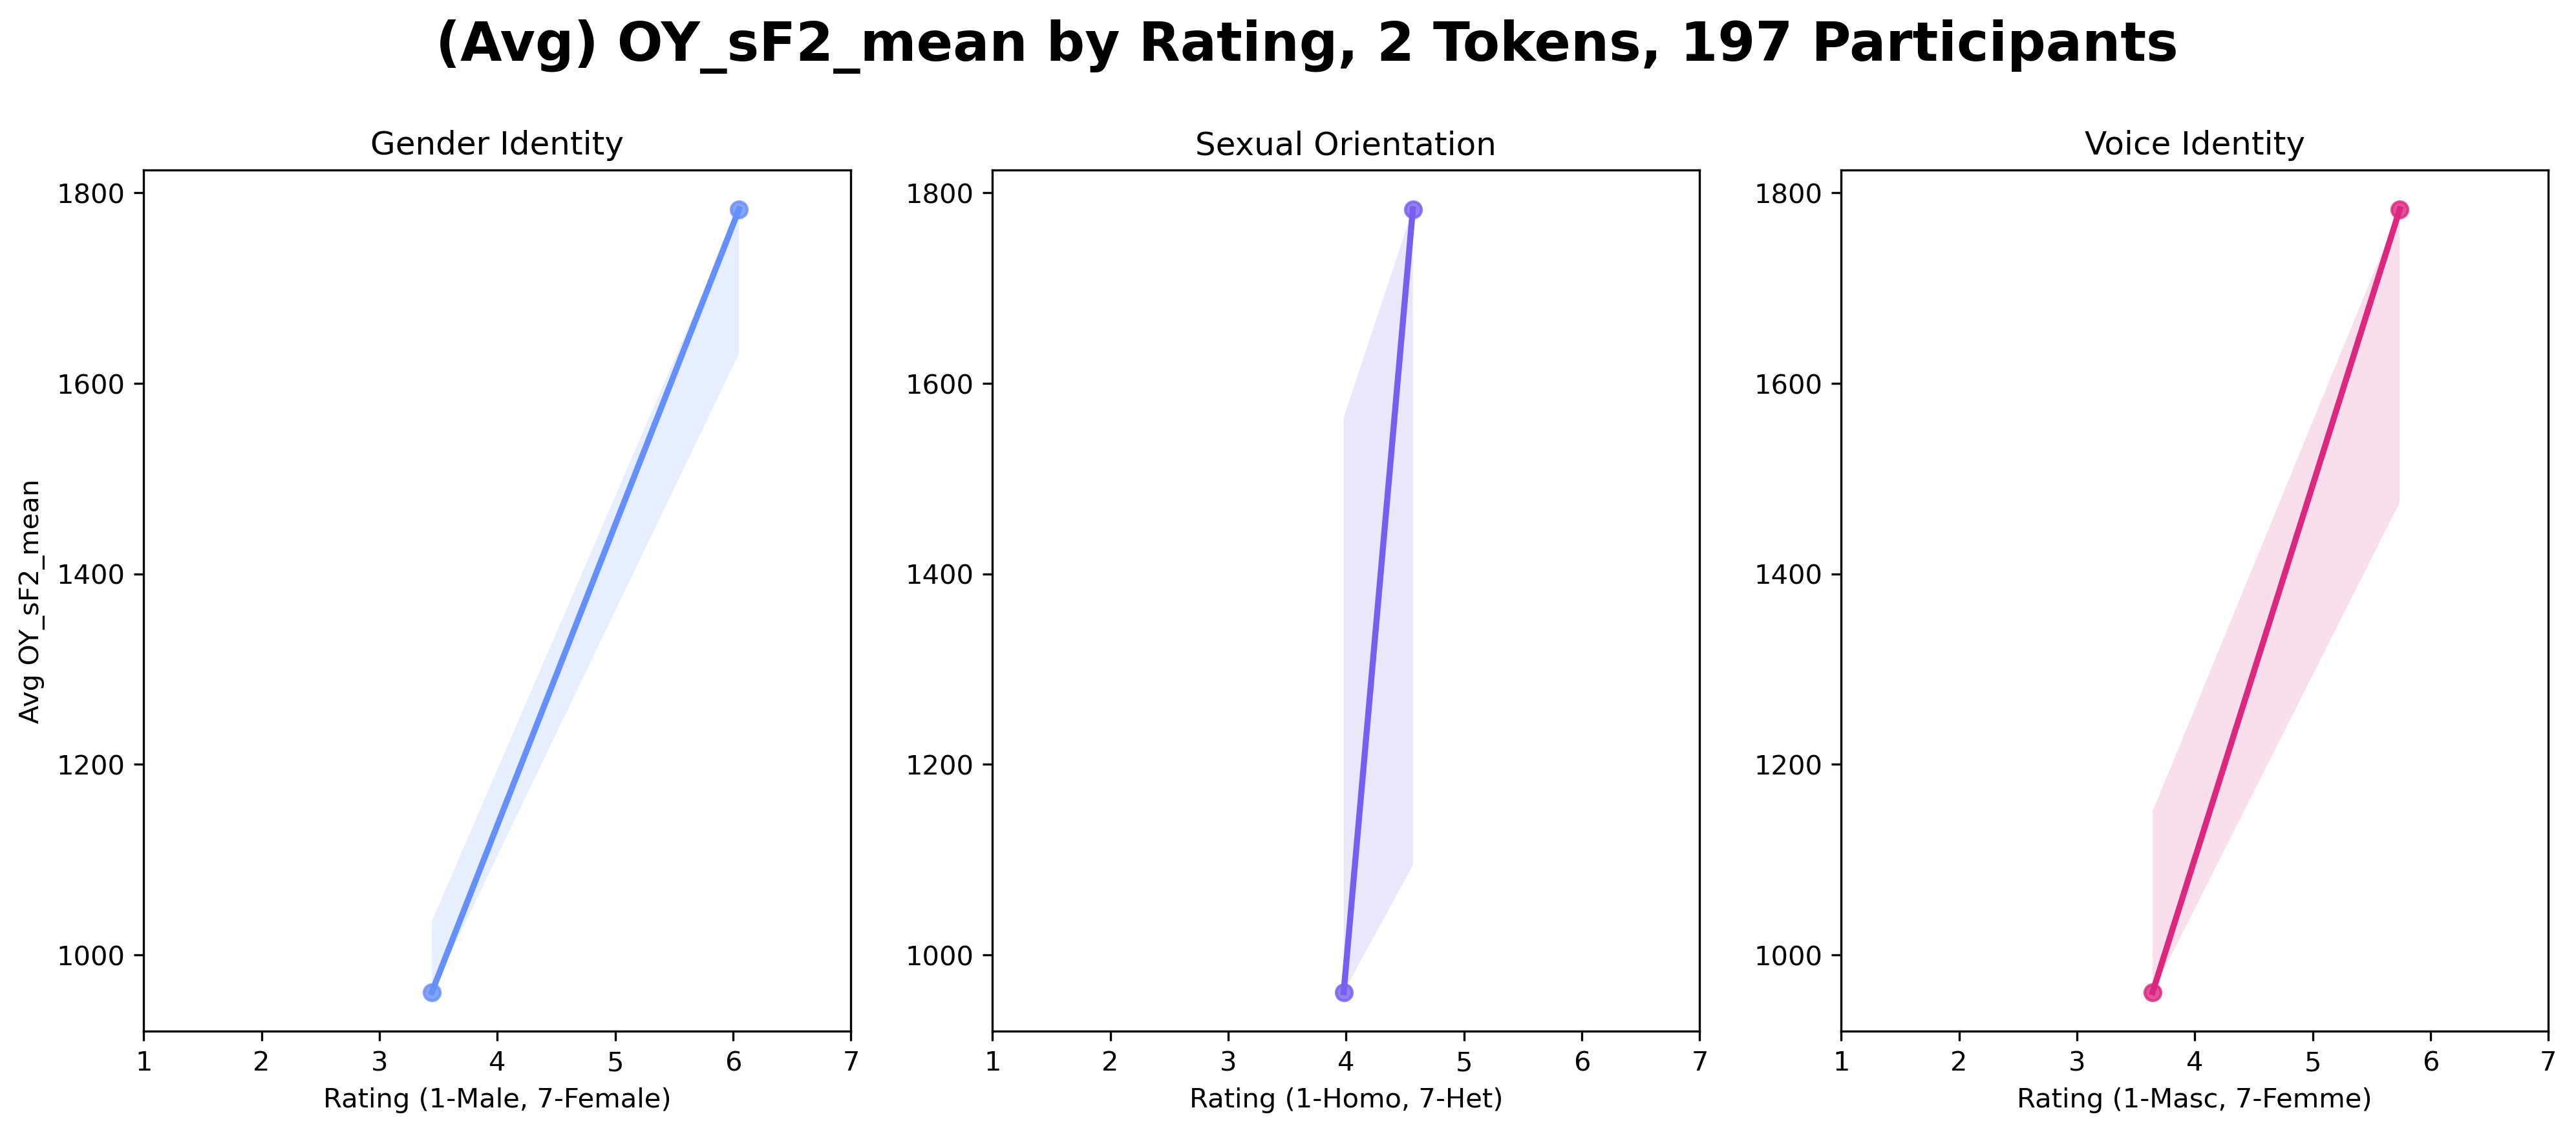 (Avg) OY_sF2_mean by Rating, 2 Tokens, 197 Participants
Gender Identity
Avg OY_sF2_mean
1800
1600
1400
1200
1000
1 2 3 4 5 6 7
Rating (1-Male, 7-Female)
Sexual Orientation
1800
1600
1400
1200
1000
1 2 3 4 5 6 7
Rating (1-Homo, 7-Het)
Voice Identity
1800
1600
1400
1200
1000
1 2 3 4 5 6 7
Rating (1-Masc, 7-Femme)